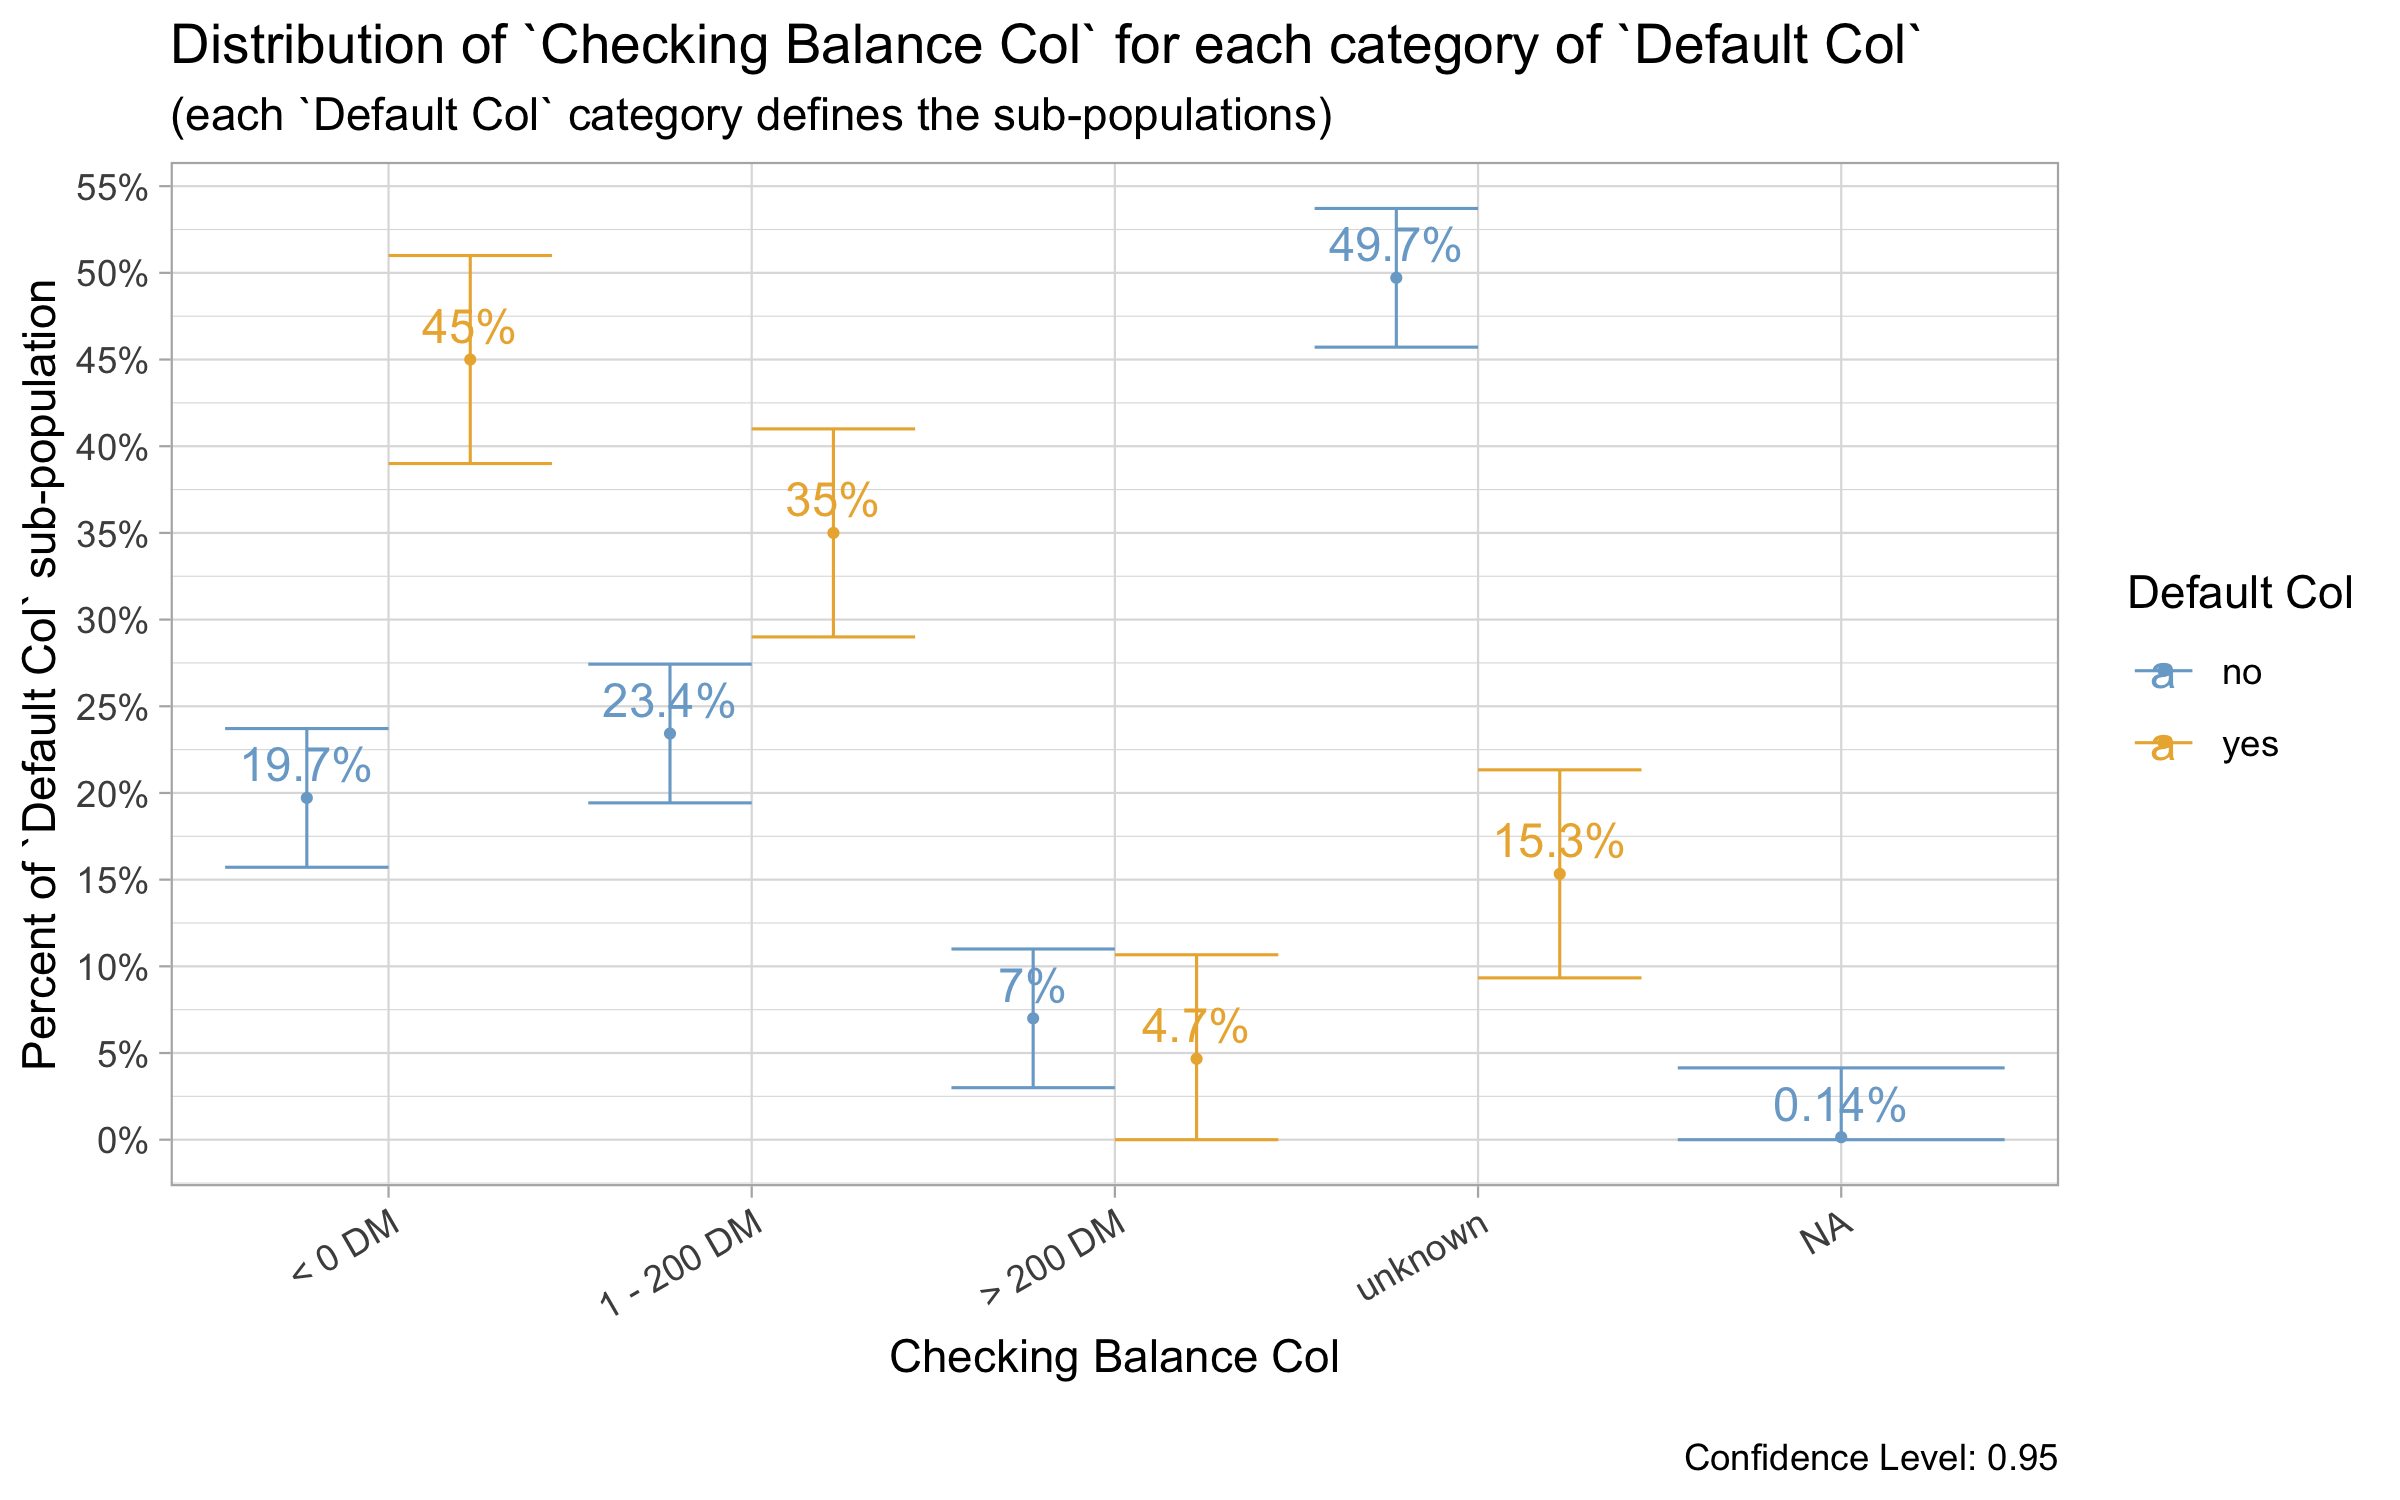 Distribution of `Checking Balance Col` for each category of `Default Col`
(each `Default Col` category defines the sub-populations)
Percent of `Default Col` sub-population
55%
50%
45%
40%
35%
30%
25%
20%
15%
10%
5%
0%
19.7%
45%
23.4%
35%
7%
4.7%
49.7%
15.3%
0.14%
< 0 DM
1 - 200 DM
> 200 DM
unknown
NA
Checking Balance Col
Default Col
a no
a yes
Confidence Level: 0.95